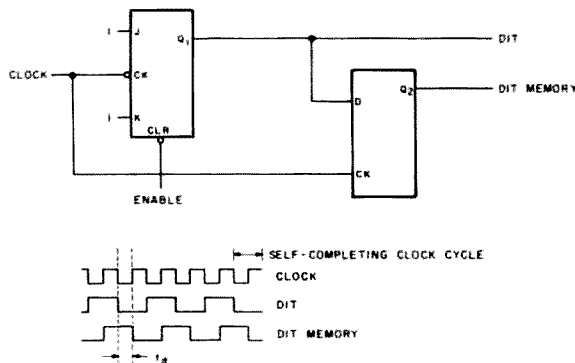 1 J
Q1
DIT
CLOCK
CK
Q2
D
DIT MEMORY
1 K
CLR
CK
ENABLE
SELF-COMPLETING CLOCK CYCLE
CLOCK
DIT
DIT MEMORY